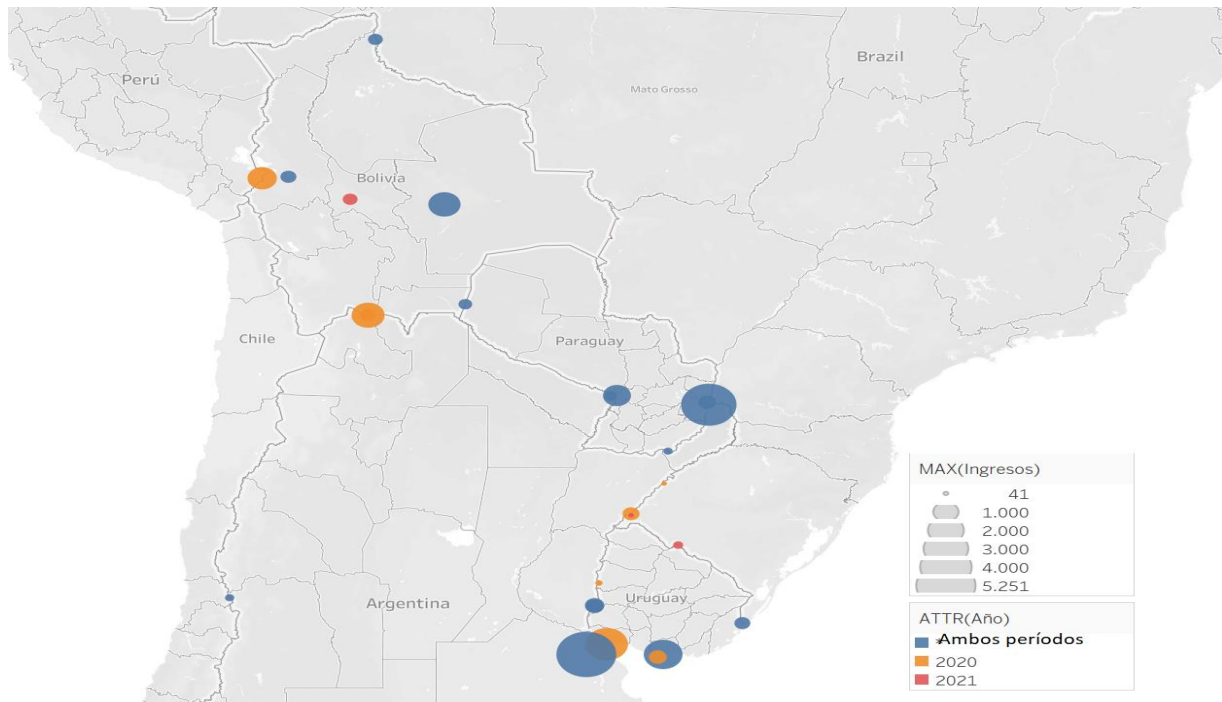 Perú
Brazil
Mato Grosso
Bolivia
Chile
Paraguay
Argentina
Uruguay
MAX(Ingresos)
41
1.000
2.000
3.000
4.000
5.251
ATTR(Año)
*Ambos períodos
2020
2021